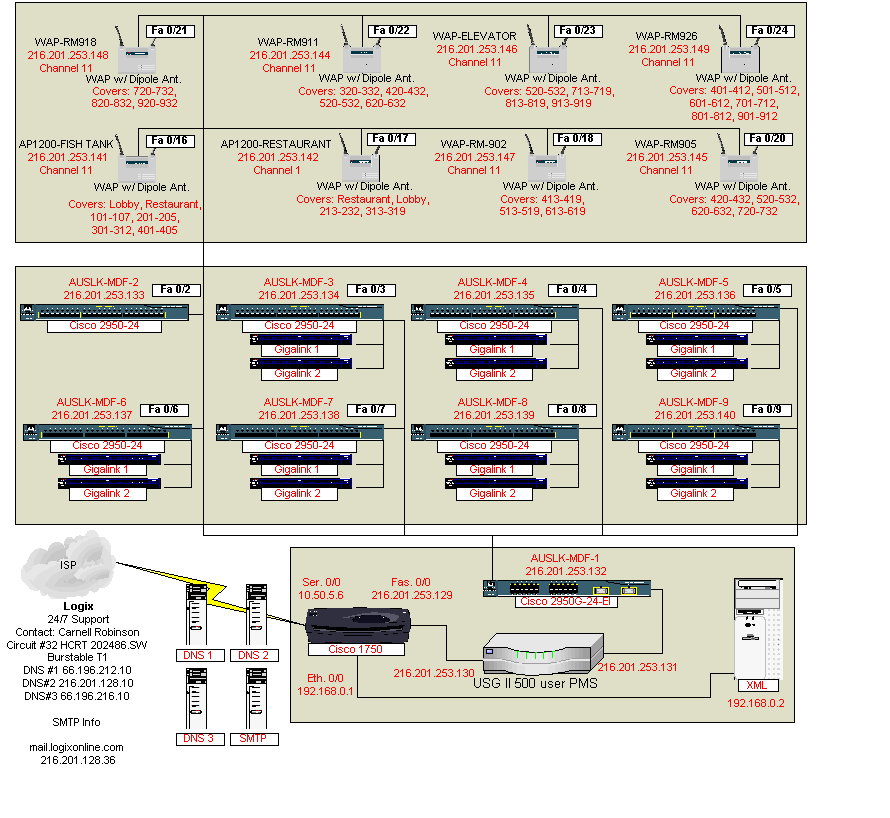 Fa 0/21
WAP-RM918
216.201.253.148
Channel 11
WAP w/ Dipole Ant.
Covers: 720-732,
820-832, 920-932
Fa 0/22
WAP-RM911
216.201.253.144
Channel 11
WAP w/ Dipole Ant.
Covers: 320-332, 420-432,
520-532, 620-632
Fa 0/23
WAP-ELEVATOR
216.201.253.146
Channel 11
WAP w/ Dipole Ant.
Covers: 520-532, 713-719,
813-819, 913-919
Fa 0/24
WAP-RM926
216.201.253.149
Channel 11
WAP w/ Dipole Ant.
Covers: 401-412, 501-512,
601-612, 701-712,
801-812, 901-912
Fa 0/16
AP1200-FISH TANK
216.201.253.141
Channel 11
WAP w/ Dipole Ant.
Covers: Lobby, Restaurant,
101-107, 201-205,
301-312, 401-405
Fa 0/17
AP1200-RESTAURANT
216.201.253.142
Channel 1
WAP w/ Dipole Ant.
Covers: Restaurant, Lobby,
213-232, 313-319
Fa 0/18
WAP-RM-902
216.201.253.147
Channel 11
WAP w/ Dipole Ant.
Covers: 413-419,
513-519, 613-619
Fa 0/20
WAP-RM905
216.201.253.145
Channel 11
WAP w/ Dipole Ant.
Covers: 420-432, 520-532,
620-632, 720-732
AUSLK-MDF-2
216.201.253.133
Fa 0/2
Cisco 2950-24
AUSLK-MDF-3
216.201.253.134
Fa 0/3
Cisco 2950-24
Gigalink 1
Gigalink 2
AUSLK-MDF-4
216.201.253.135
Fa 0/4
Cisco 2950-24
Gigalink 1
Gigalink 2
AUSLK-MDF-5
216.201.253.136
Fa 0/5
Cisco 2950-24
Gigalink 1
Gigalink 2
AUSLK-MDF-6
216.201.253.137
Fa 0/6
Cisco 2950-24
Gigalink 1
Gigalink 2
AUSLK-MDF-7
216.201.253.138
Fa 0/7
Cisco 2950-24
Gigalink 1
Gigalink 2
AUSLK-MDF-8
216.201.253.139
Fa 0/8
Cisco 2950-24
Gigalink 1
Gigalink 2
AUSLK-MDF-9
216.201.253.140
Fa 0/9
Cisco 2950-24
Gigalink 1
Gigalink 2
ISP
Logix
24/7 Support
Contact: Carnell Robinson
Circuit #32 HCRT 202486.SW
Burstable T1
DNS #1 66.196.212.10
DNS#2 216.201.128.10
DNS#3 66.196.216.10
SMTP Info
mail.logixonline.com
216.201.128.36
DNS 1
DNS 2
DNS 3
SMTP
Ser. 0/0
10.50.5.6
Fas. 0/0
216.201.253.129
Cisco 1750
Eth. 0/0
192.168.0.1
AUSLK-MDF-1
216.201.253.132
Cisco 2950G-24-EI
216.201.253.130
216.201.253.131
USG II 500 user PMS
XML
192.168.0.2